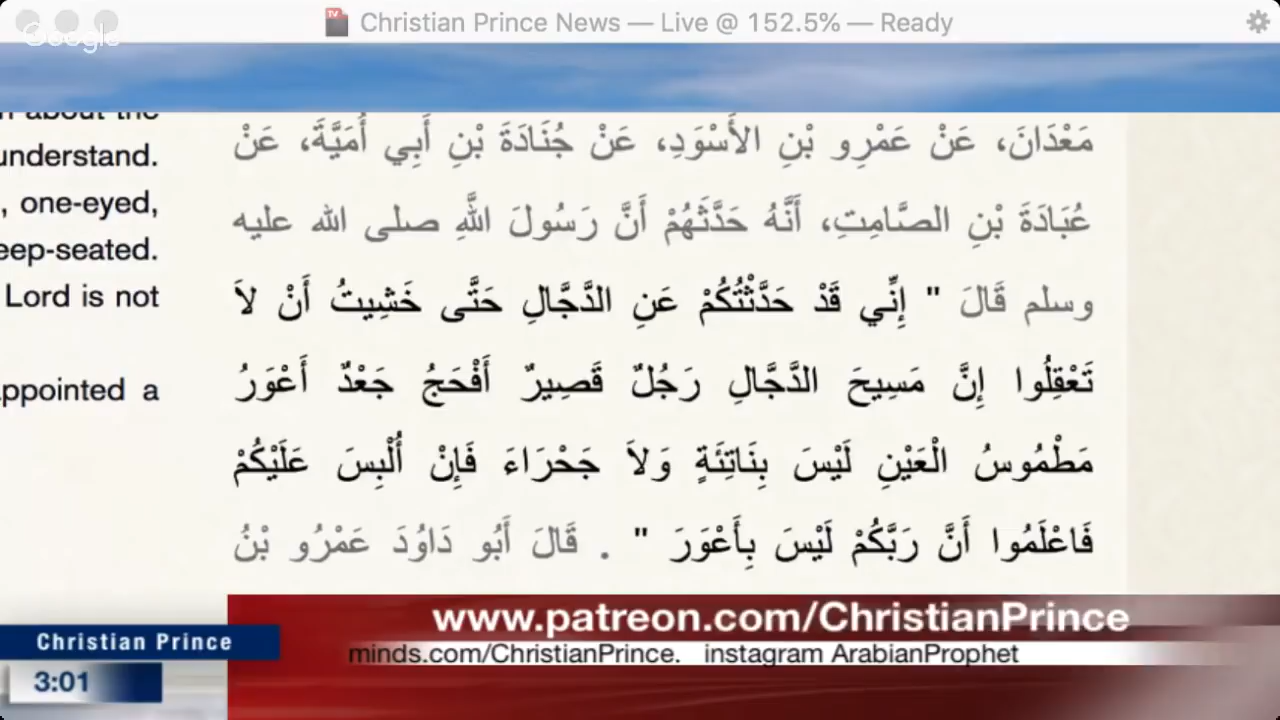 Google
Christian Prince News — Live @ 152.5% — Ready
n about the
understand.
, one-eyed,
eep-seated.
Lord is not
ppointed a
مَعْدَانَ، عَنْ عَمْرِو بْنِ الأَسْوَدِ، عَنْ جُنَادَةَ بْنِ أَبِي أُمَيَّةَ، عَنْ
عُبَادَةَ بْنِ الصَّامِتِ، أَنَّهُ حَدَّثَهُمْ أَنَّ رَسُولَ اللَّهِ صلى الله عليه
وسلم قَالَ " إِنِّي قَدْ حَدَّثْتُكُمْ عَنِ الدَّجَّالِ حَتَّى خَشِيتُ أَنْ لاَ
تَعْقِلُوا إِنَّ مَسِيحَ الدَّجَّالِ رَجُلٌ قَصِيرٌ أَفْحَجُ جَعْدٌ أَعْوَرُ
مَطْمُوسُ الْعَيْنِ لَيْسَ بِنَاتِئَةٍ وَلاَ جَحْرَاءَ فَإِنْ أُلْبِسَ عَلَيْكُمْ
فَاعْلَمُوا أَنَّ رَبَّكُمْ لَيْسَ بِأَعْوَرَ " . قَالَ أَبُو دَاوُدَ عَمْرُو بْنُ
www.patreon.com/ChristianPrince
Christian Prince
minds.com/ChristianPrince. instagram ArabianProphet
3:01